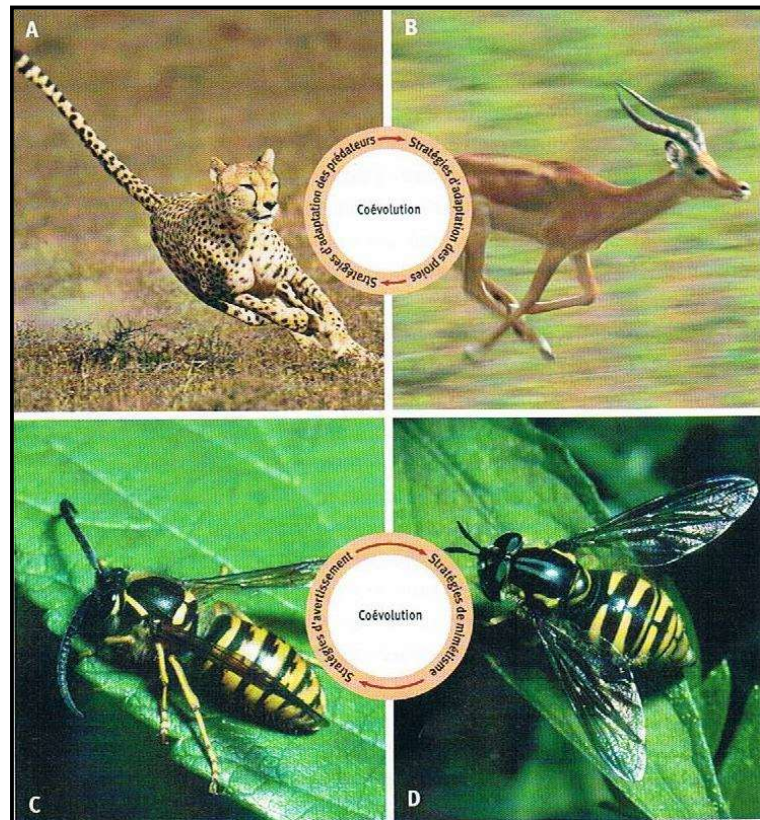 A
B
Stratégies d'adaptation des prédateurs
Stratégies d'adaptation des proies
Coévolution
Stratégies d'avertissement
Stratégies de mimétisme
Coévolution
C
D